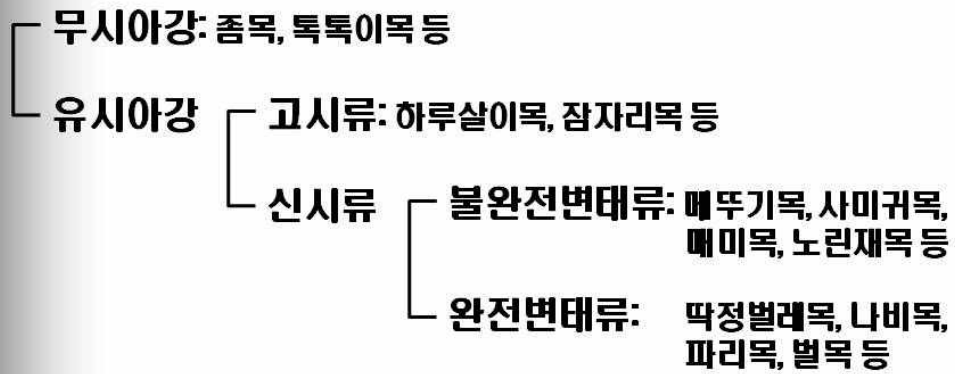 무시아강: 좀목, 톡톡이목 등
유시아강
고시류: 하루살이목, 잠자리목 등
신시류
불완전변태류: 메뚜기목, 사마귀목,
매미목, 노린재목 등
완전변태류: 딱정벌레목, 나비목,
파리목, 벌목 등